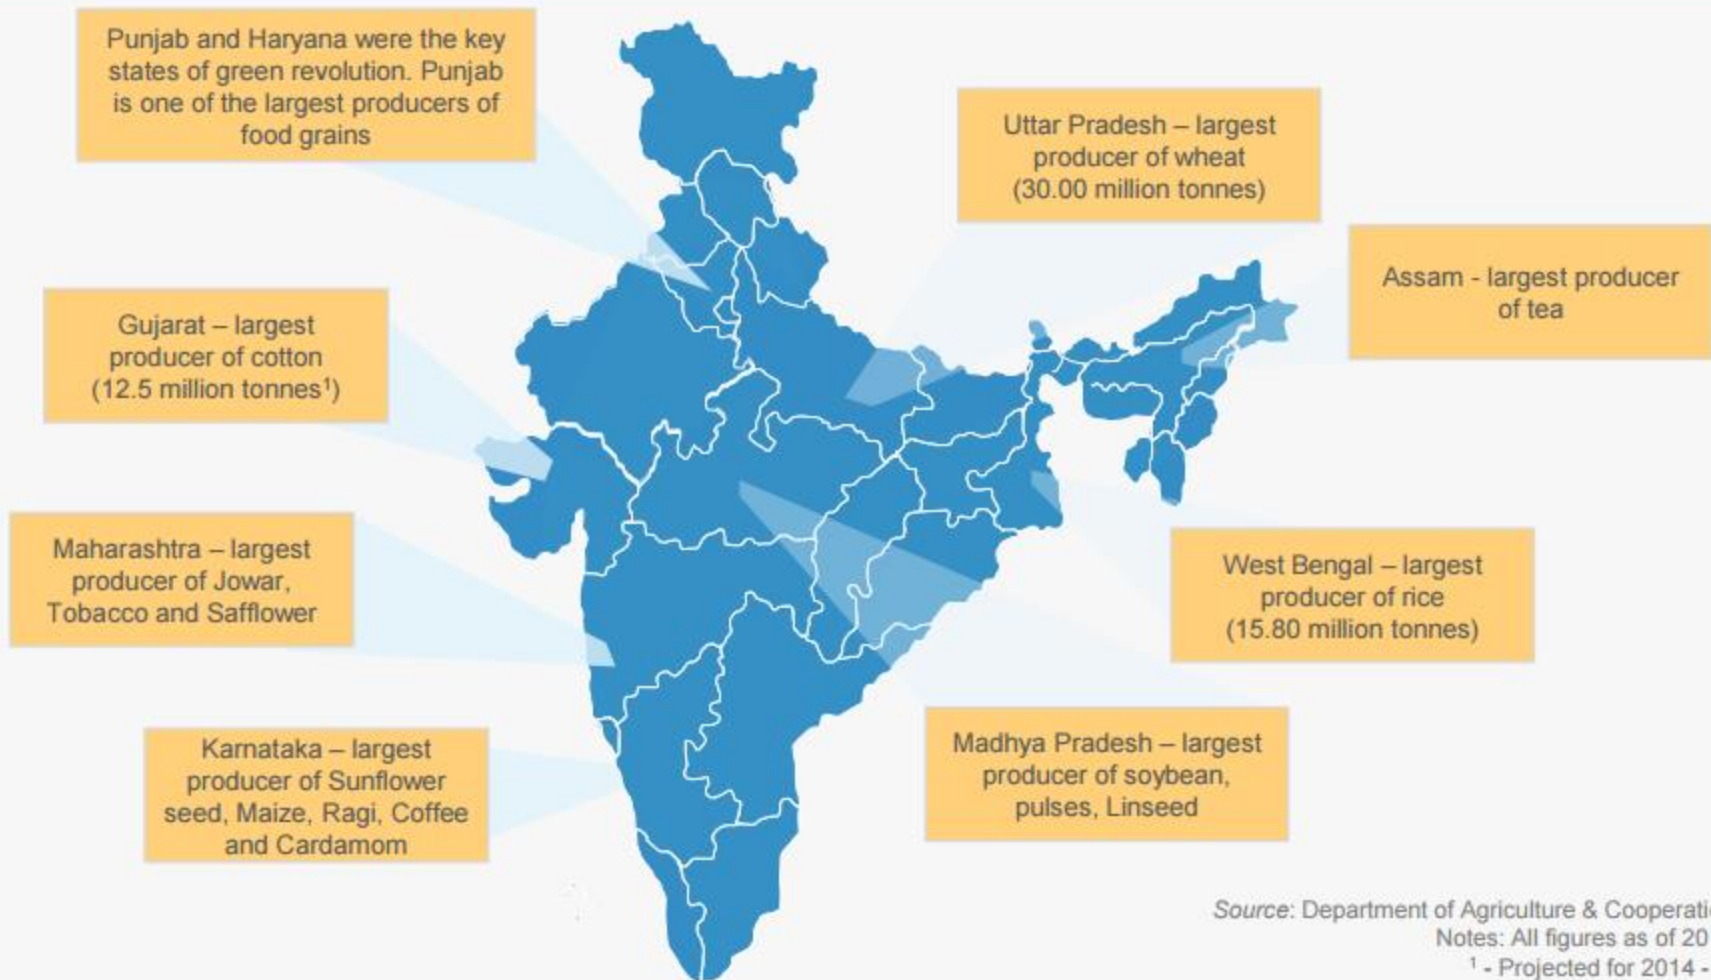 Punjab and Haryana were the key
states of green revolution. Punjab
is one of the largest producers of
food grains
Uttar Pradesh – largest
producer of wheat
(30.00 million tonnes)
Assam - largest producer
of tea
Gujarat – largest
producer of cotton
(12.5 million tonnes¹)
Maharashtra – largest
producer of Jowar,
Tobacco and Safflower
West Bengal – largest
producer of rice
(15.80 million tonnes)
Karnataka – largest
producer of Sunflower
seed, Maize, Ragi, Coffee
and Cardamom
Madhya Pradesh – largest
producer of soybean,
pulses, Linseed
Source: Department of Agriculture &
Notes: All figures as of
¹ - Projected for 2014 -